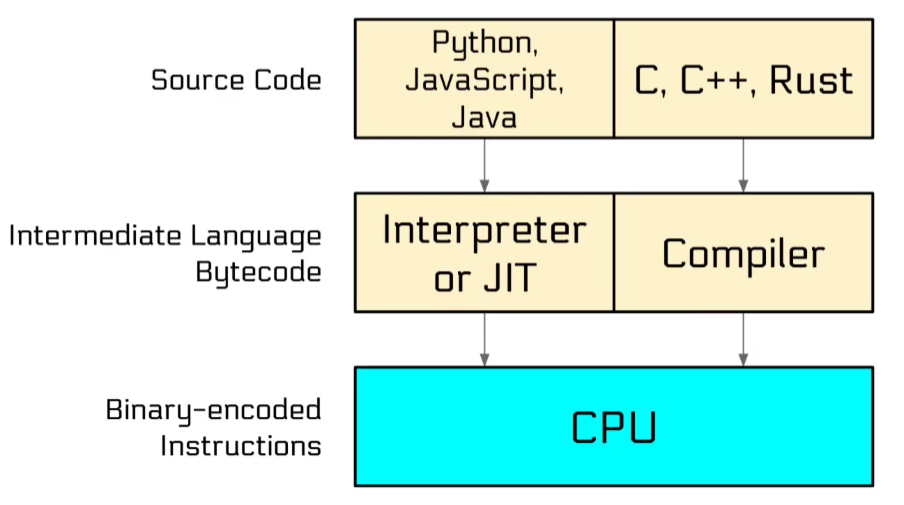 Source Code
Python,
JavaScript,
Java
C, C++, Rust
Intermediate Language
Bytecode
Interpreter
or JIT
Compiler
Binary-encoded
Instructions
CPU